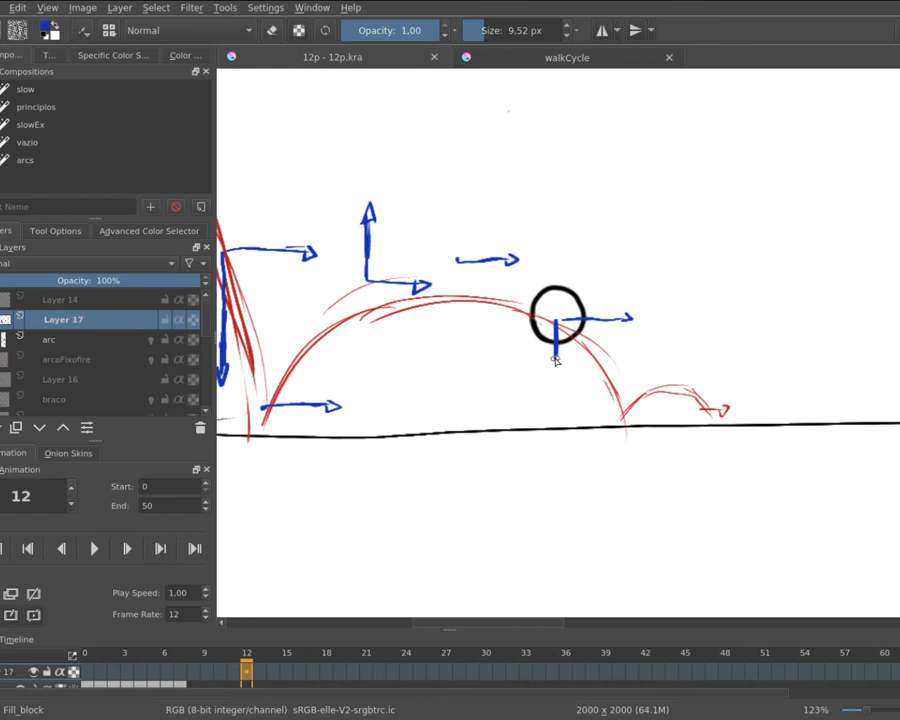 Edit View Image Layer Select Filter Tools Settings Window Help
Normal Opacity: 1,00 Size: 9,52 px
T... Specific Color S... Color ... 12p - 12p.kra walkCycle
Compositions
slow
principios
slowEx
vazio
arcs
Name
Tool Options Advanced Color Selector
Layers
Opacity: 100%
Layer 14
Layer 17
arc
arcoFixofire
Layer 16
braco
Onion Skins
Animation
12 Start: 0
End: 50
Play Speed: 1,00
Frame Rate: 12
Timeline
0 3 6 9 12 15 18 21 24 27 30 33 36 39 42 45 48 51 54 57 60
17
Fill_block RGB (8-bit integer/channel) sRGB-elle-V2-srgbtrc.ic 2000 x 2000 (64.1M) 123%